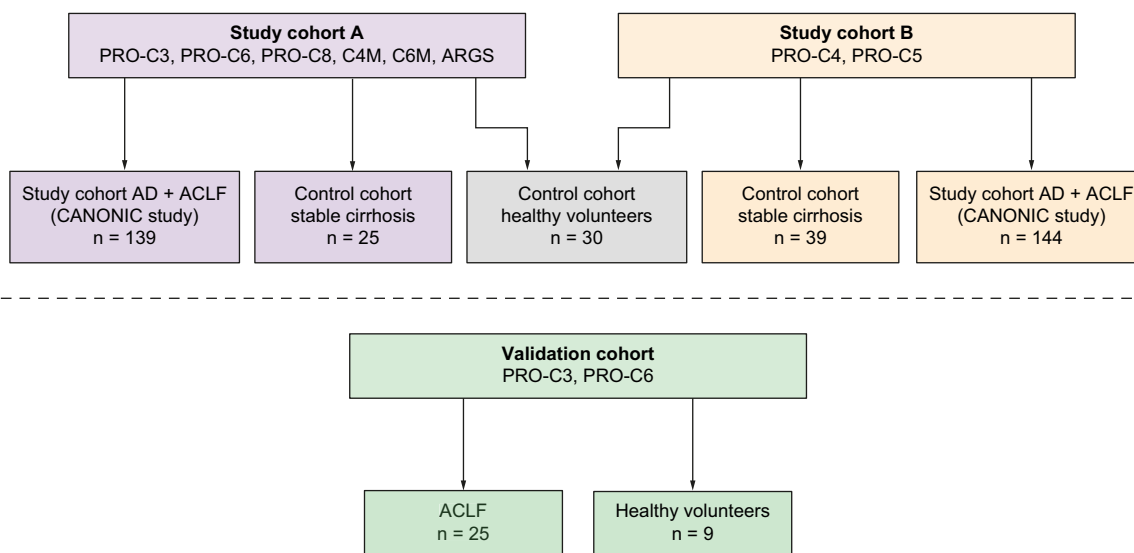 Study cohort A
PRO-C3, PRO-C6, PRO-C8, C4M, C6M, ARGS
Study cohort B
PRO-C4, PRO-C5
Study cohort AD + ACLF
(CANONIC study)
n = 139
Control cohort
stable cirrhosis
n = 25
Control cohort
healthy volunteers
n = 30
Control cohort
stable cirrhosis
n = 39
Study cohort AD + ACLF
(CANONIC study)
n = 144
Validation cohort
PRO-C3, PRO-C6
ACLF
n = 25
Healthy volunteers
n = 9